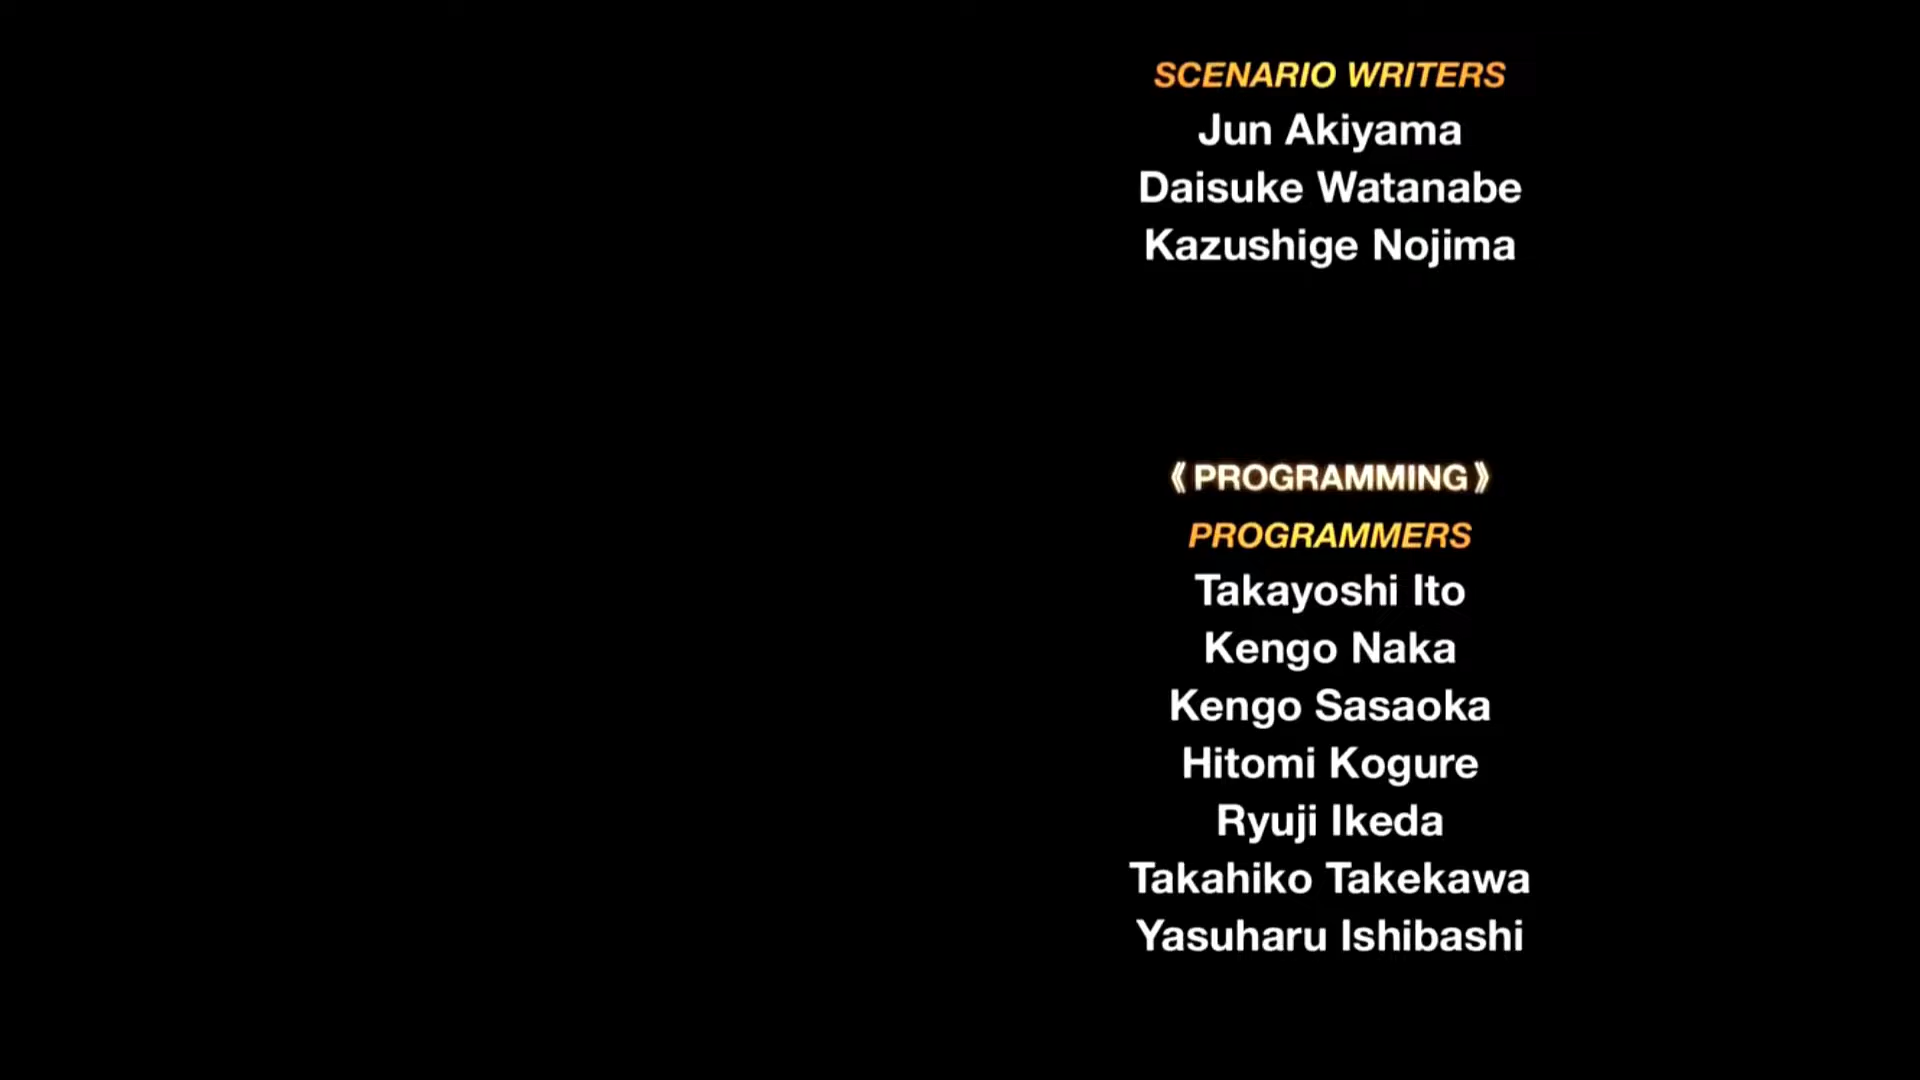 SCENARIO WRITERS
Jun Akiyama
Daisuke Watanabe
Kazushige Nojima
《PROGRAMMING》
PROGRAMMERS
Takayoshi Ito
Kengo Naka
Kengo Sasaoka
Hitomi Kogure
Ryuji Ikeda
Takahiko Takekawa
Yasuharu Ishibashi